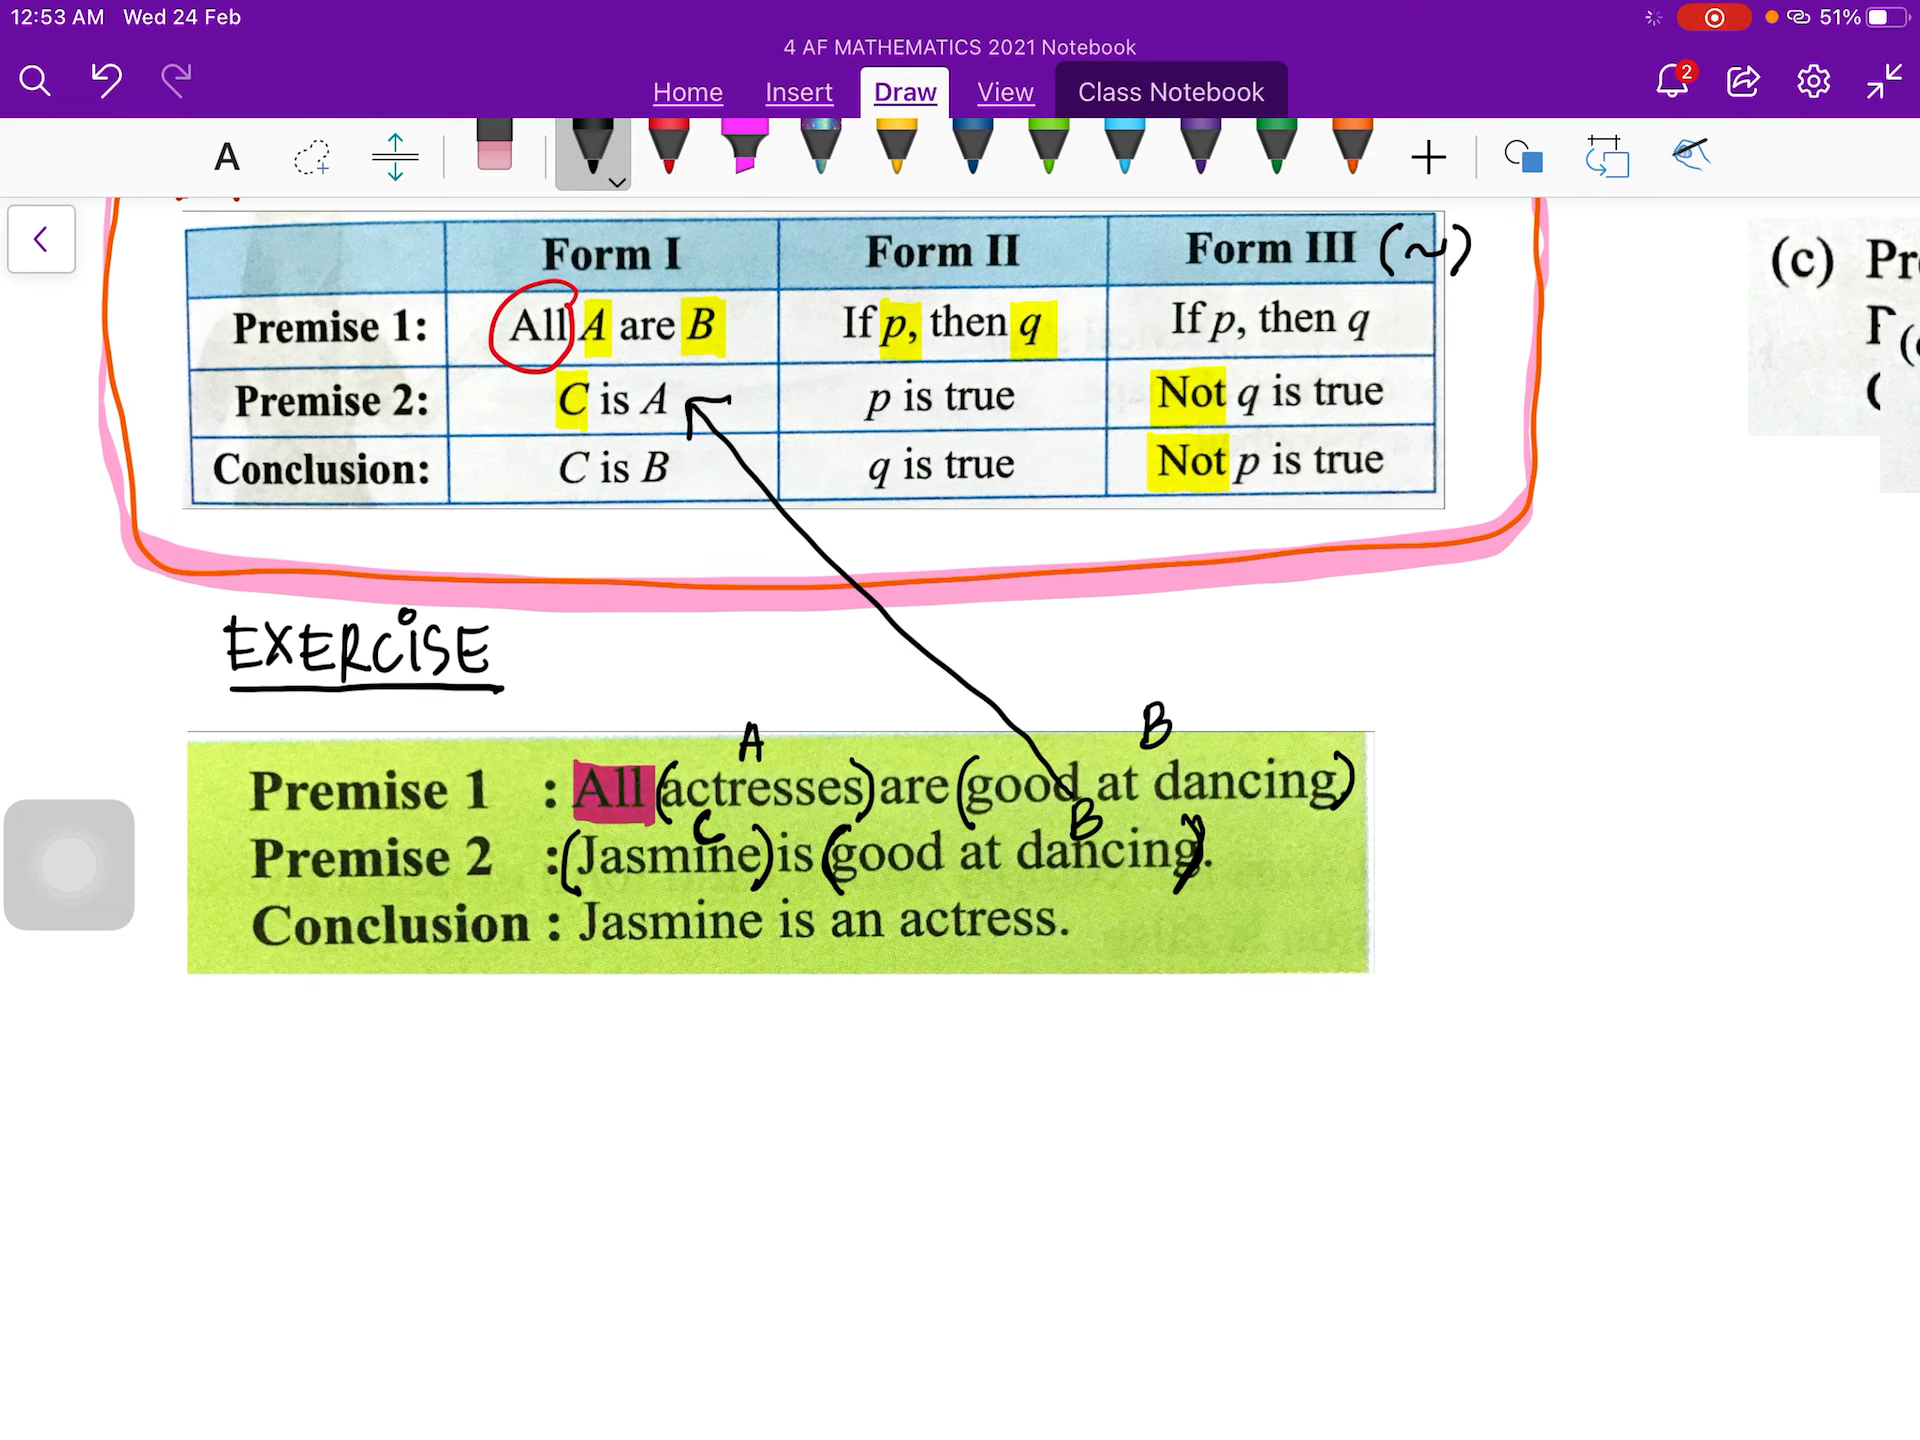 12:53 AM Wed 24 Feb
51%
4 AF MATHEMATICS 2021 Notebook
Home Insert Draw View Class Notebook
2
A
Form I Form II Form III (~)
Premise 1: All A are B If p, then q If p, then q
Premise 2: C is A p is true Not q is true
Conclusion: C is B q is true Not p is true
(c) Pr
EXERCISE
A B
Premise 1 : All (actresses) are (good at dancing)
C B
Premise 2 : (Jasmine) is (good at dancing).
Conclusion : Jasmine is an actress.